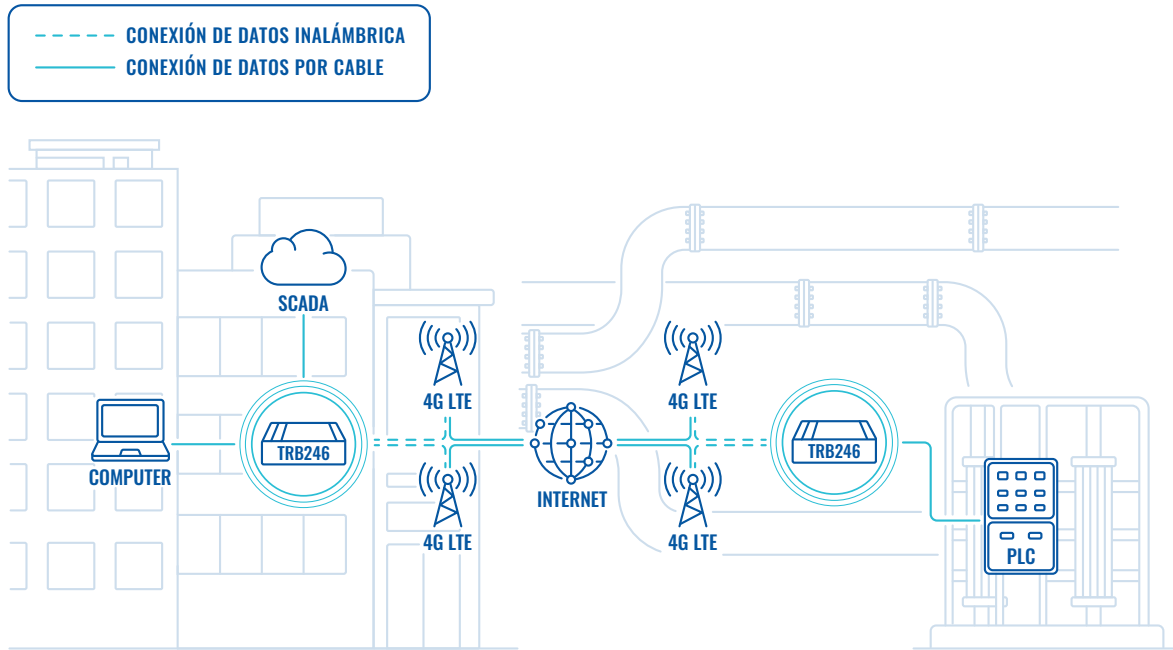 CONEXIÓN DE DATOS INALÁMBRICA
CONEXIÓN DE DATOS POR CABLE
SCADA
4G LTE
4G LTE
TRB246
TRB246
COMPUTER
INTERNET
4G LTE
4G LTE
PLC